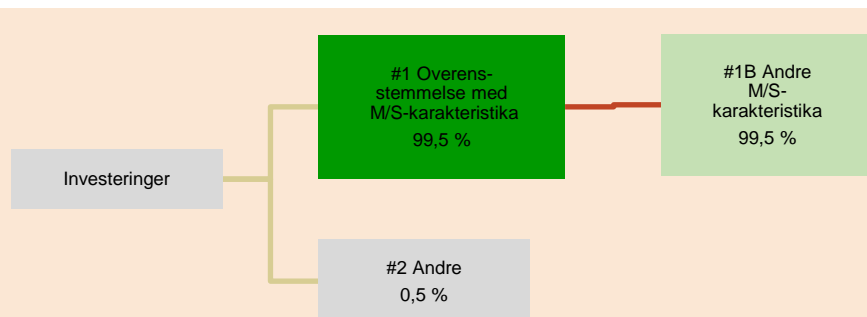 Investeringer
#1 Overens-
stemmelse med
M/S-karakteristika
99,5 %
#1B Andre
M/S-
karakteristika
99,5 %
#2 Andre
0,5 %